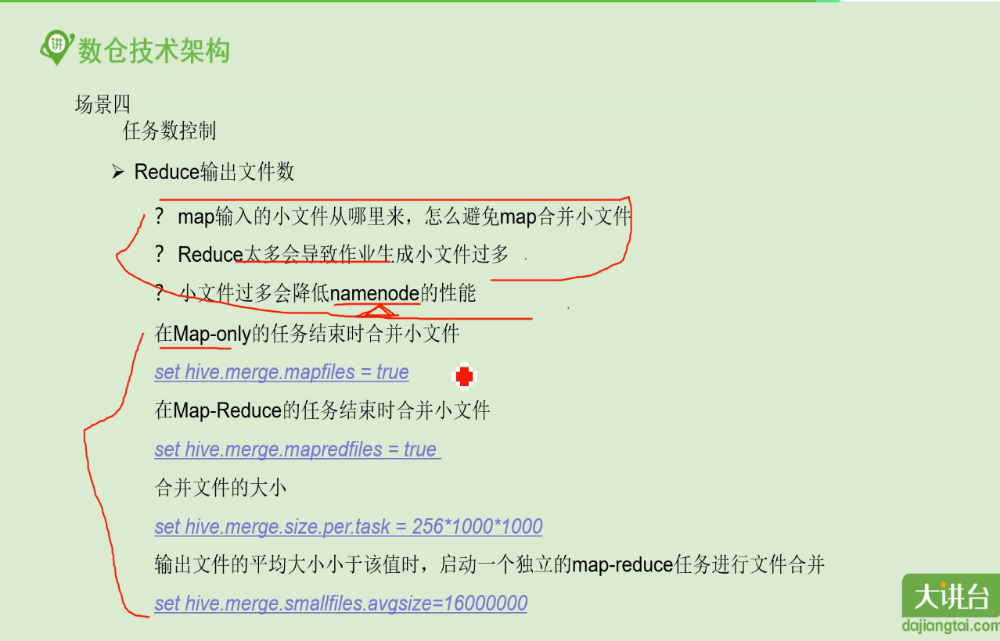 讲
数仓技术架构
场景四
任务数控制
➢ Reduce输出文件数
? map输入的小文件从哪里来，怎么避免map合并小文件
? Reduce太多会导致作业生成小文件过多
? 小文件过多会降低namenode的性能
在Map-only的任务结束时合并小文件
set hive.merge.mapfiles = true
在Map-Reduce的任务结束时合并小文件
set hive.merge.mapredfiles = true
合并文件的大小
set hive.merge.size.per.task = 256*1000*1000
输出文件的平均大小小于该值时，启动一个独立的map-reduce任务进行文件合并
set hive.merge.smallfiles.avgsize=16000000
大讲台
dajiangtai.com